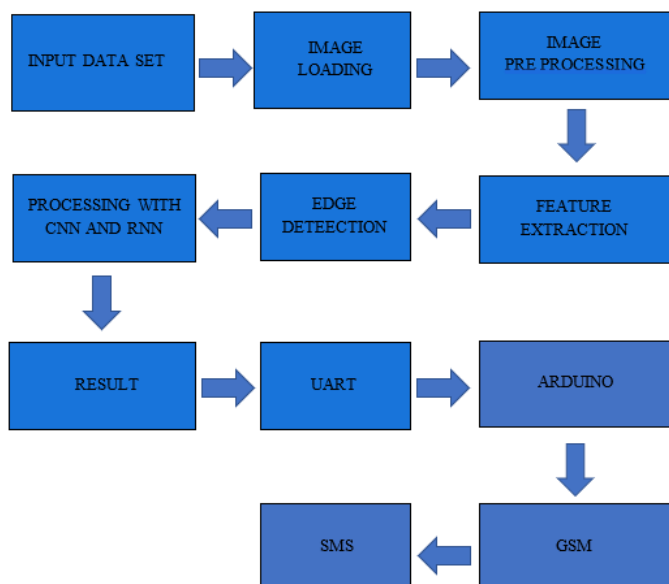 INPUT DATA SET
IMAGE
LOADING
IMAGE
PRE PROCESSING
PROCESSING WITH
CNN AND RNN
EDGE
DETEECTION
FEATURE
EXTRACTION
RESULT
UART
ARDUINO
SMS
GSM